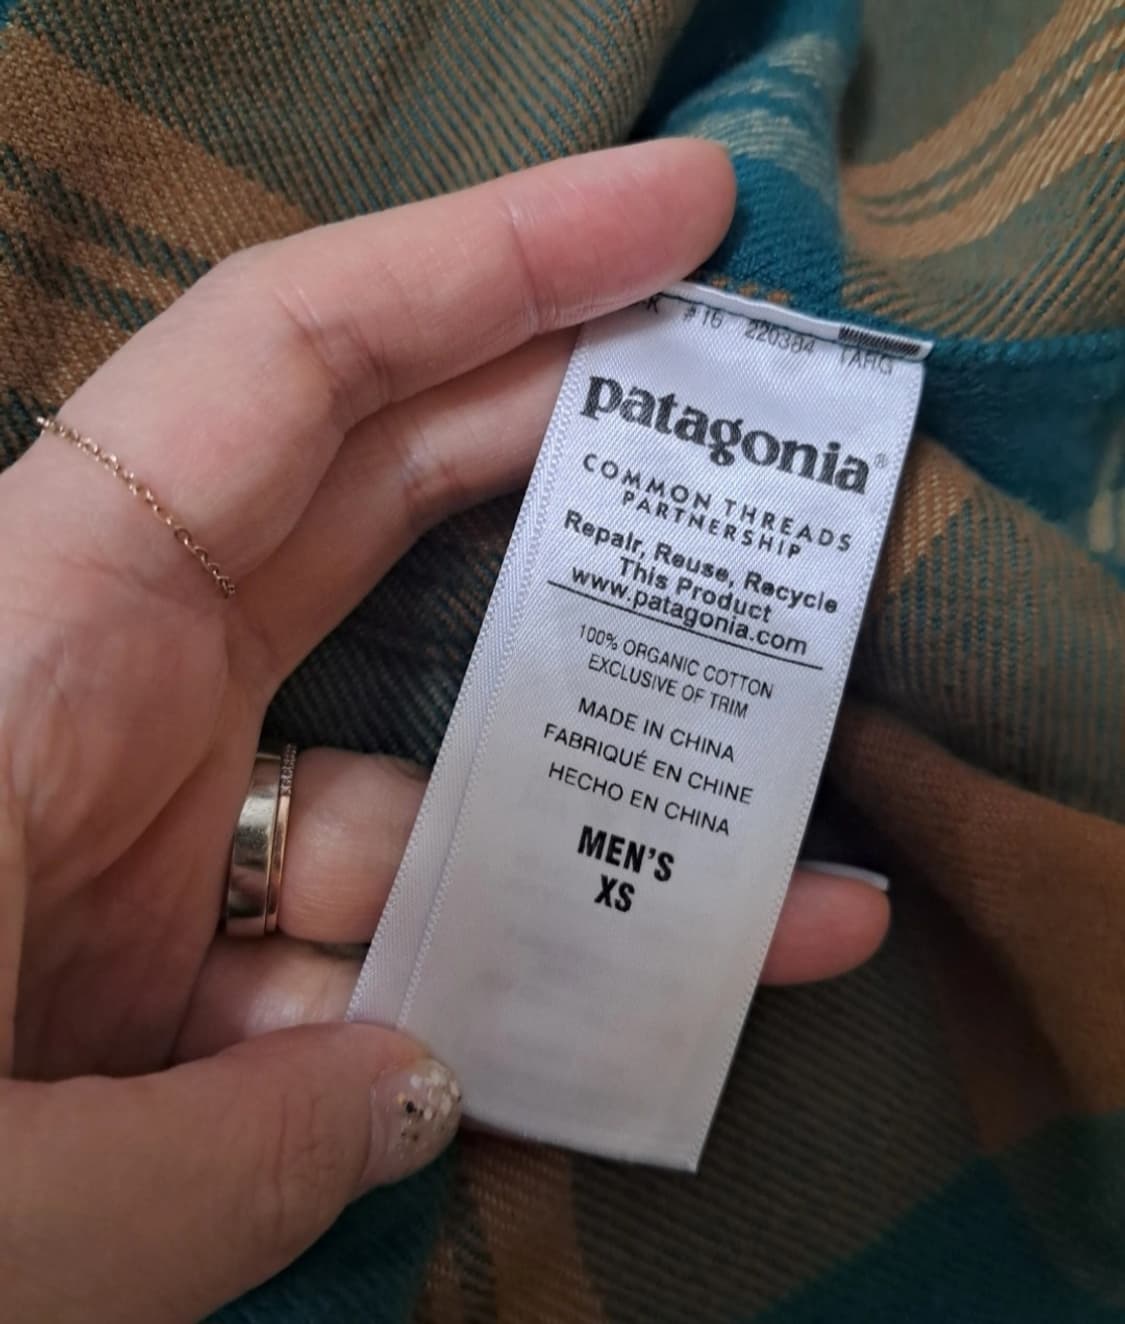 #16 220384
patagonia®
COMMON THREADS
PARTNERSHIP
Repair, Reuse, Recycle
This Product
www.patagonia.com
100% ORGANIC COTTON
EXCLUSIVE OF TRIM
MADE IN CHINA
FABRIQUÉ EN CHINE
HECHO EN CHINA
MEN'S
XS